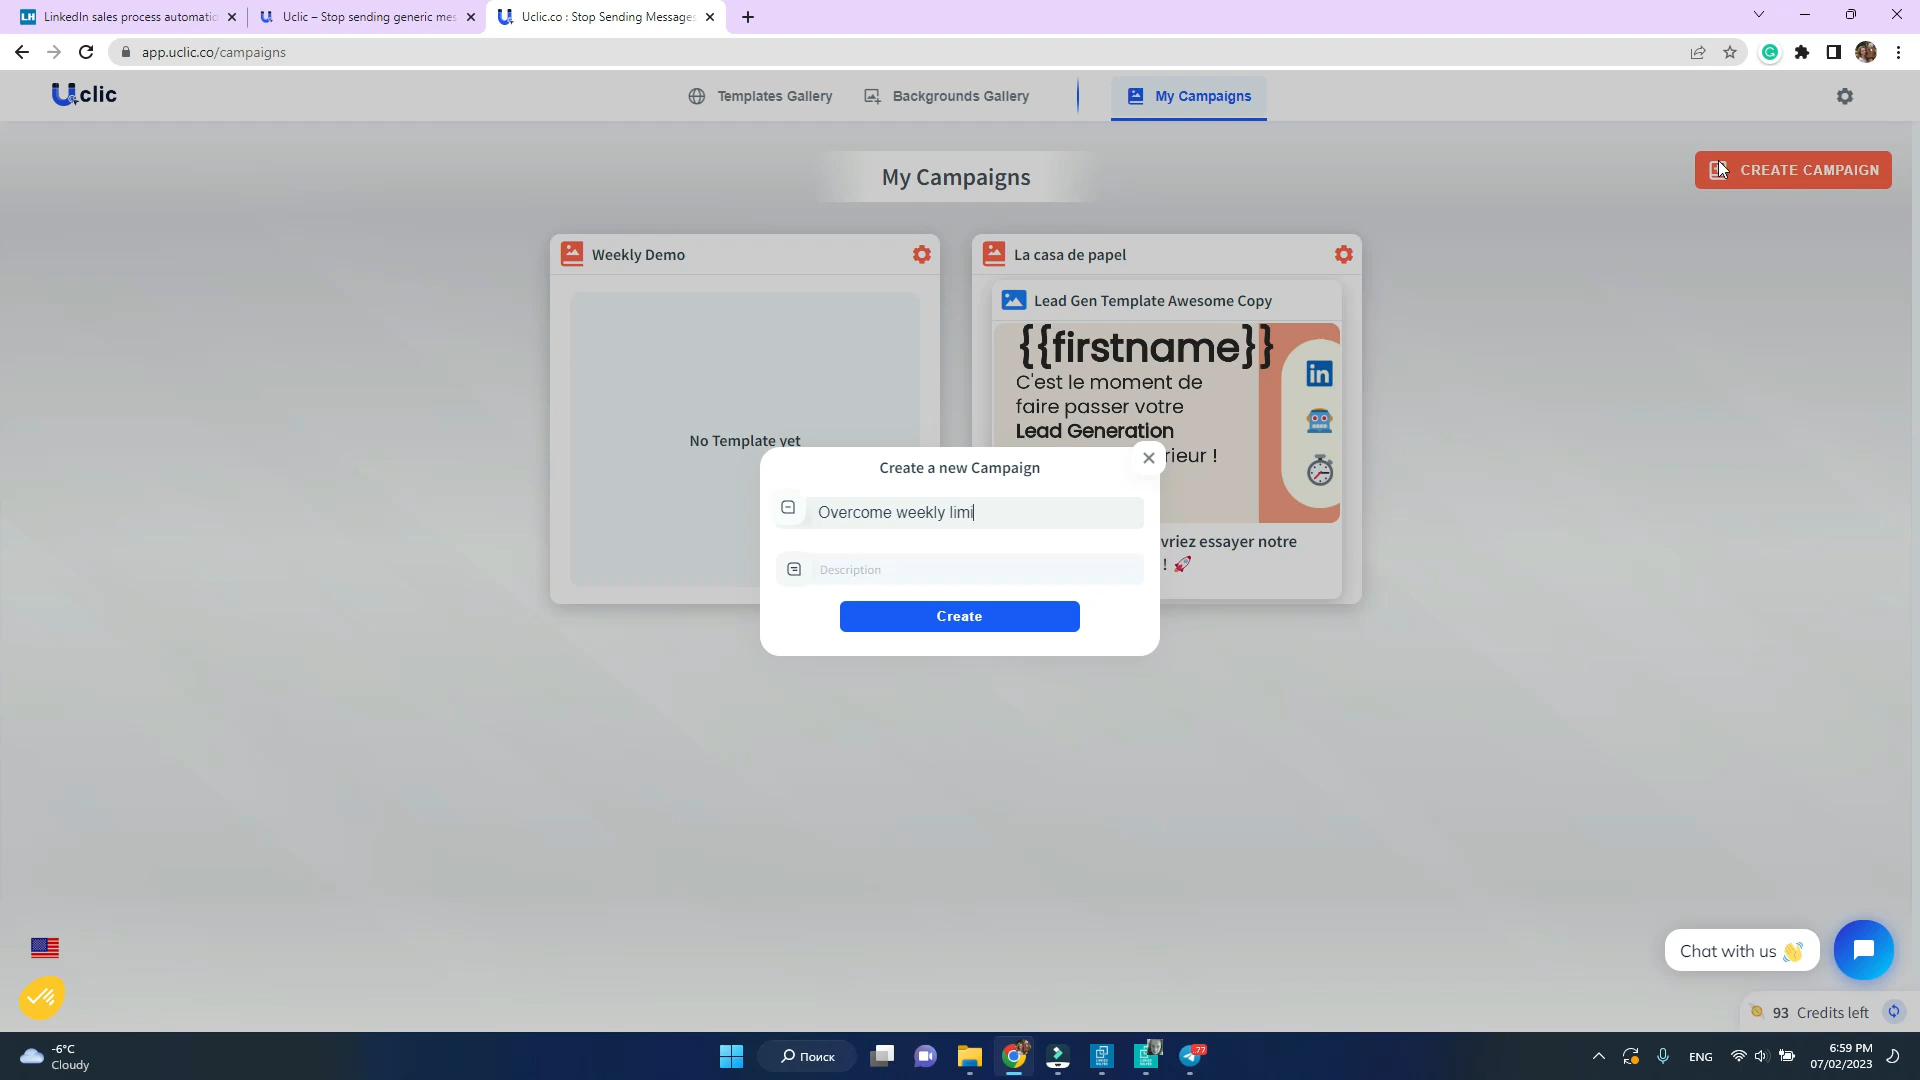 LinkedIn sales process automatio
Uclic – Stop sending generic mes
Uclic.co : Stop Sending Messages
app.uclic.co/campaigns
Uclic
Templates Gallery
Backgrounds Gallery
My Campaigns
My Campaigns
CREATE CAMPAIGN
Weekly Demo
La casa de papel
Lead Gen Template Awesome Copy
{{firstname}}
C'est le moment de
faire passer votre
Lead Generation
rieur !
No Template yet
vriez essayer notre
! 🚀
Create a new Campaign
Overcome weekly limi
Description
Create
Chat with us 👋
93 Credits left
-6°C
Cloudy
Поиск
77
ENG
6:59 PM
07/02/2023